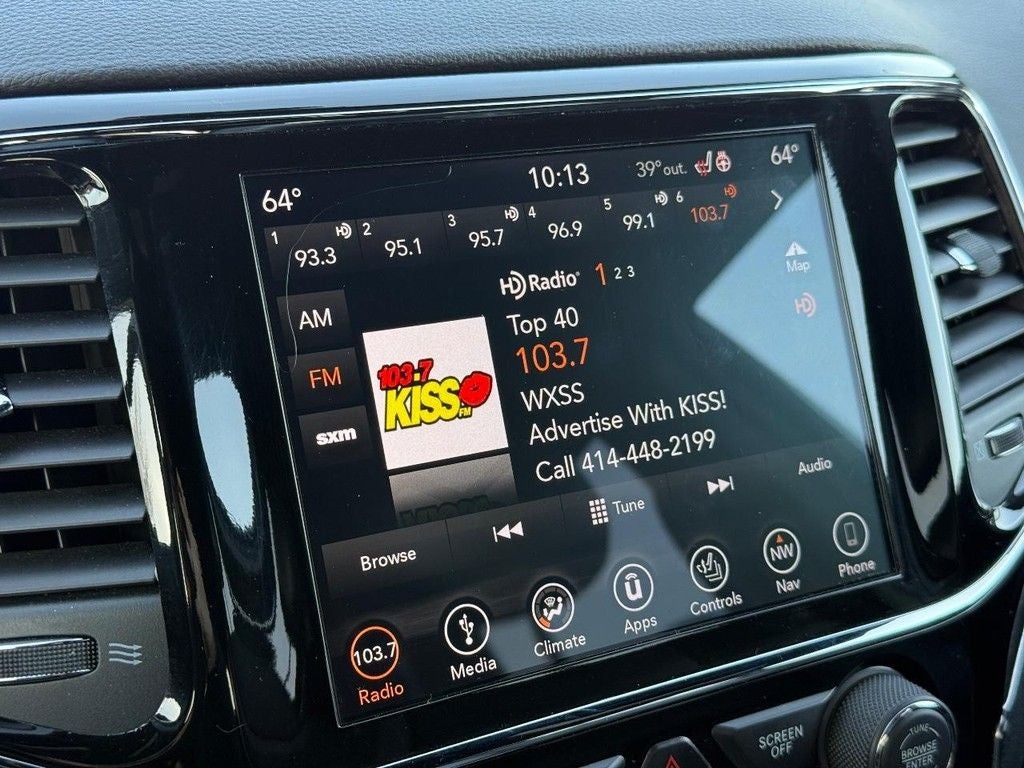 64° 10:13 39° out. 64°
1 93.3 2 95.1 3 95.7 4 96.9 5 99.1 6 103.7
HD Radio 1 2 3
Map
AM
FM
sxm
103.7
KISS
FM
Top 40
103.7
WXSS
Advertise With KISS!
Call 414-448-2199
Browse Tune Audio
103.7 NW
Radio Media Climate Apps Controls Nav Phone
SCREEN
OFF
TUNE
BROWSE
ENTER